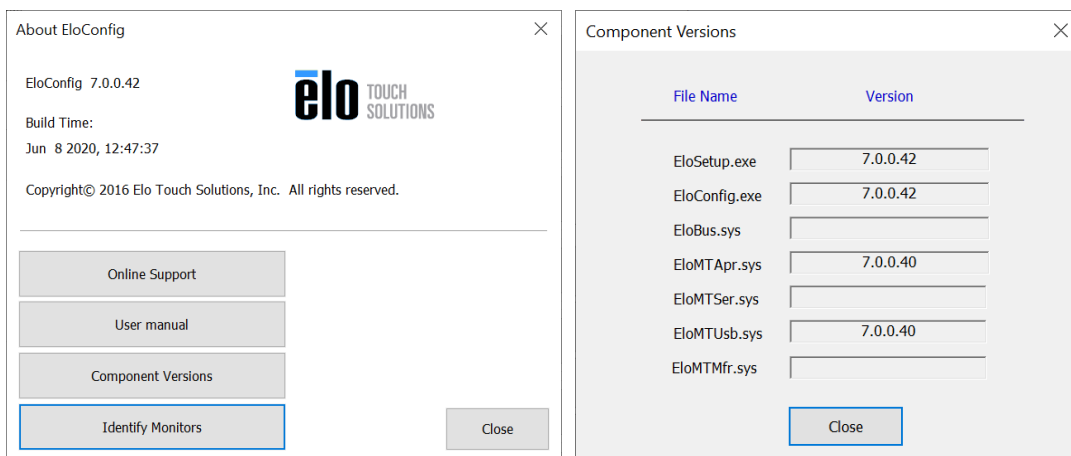 About EloConfig
EloConfig 7.0.0.42
elo TOUCH SOLUTIONS
Build Time:
Jun 8 2020, 12:47:37
Copyright© 2016 Elo Touch Solutions, Inc. All rights reserved.
Online Support
User manual
Component Versions
Identify Monitors
Close
Component Versions
File Name Version
EloSetup.exe 7.0.0.42
EloConfig.exe 7.0.0.42
EloBus.sys
EloMTApr.sys 7.0.0.40
EloMTSer.sys
EloMTUsb.sys 7.0.0.40
EloMTMfr.sys
Close